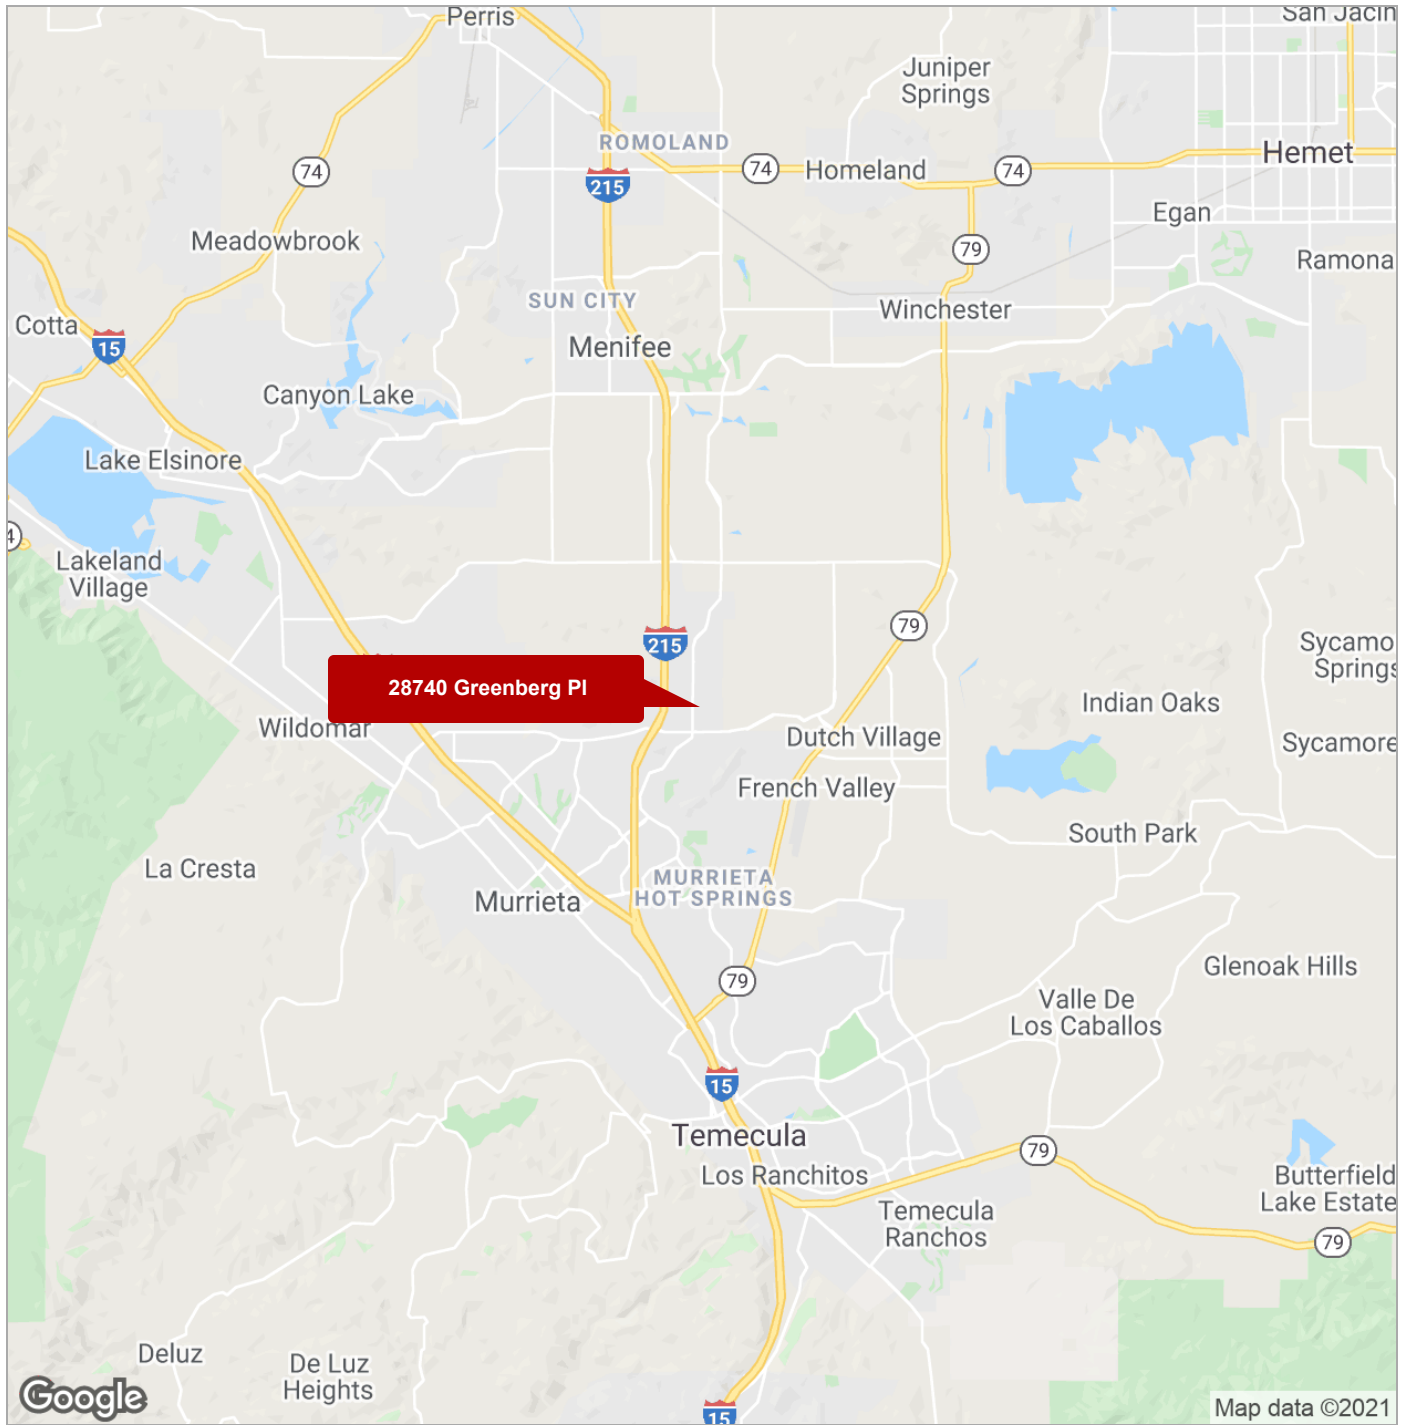 Perris
San Jacin
Juniper
Springs
ROMOLAND
Hemet
215
74
Homeland
74
74
Egan
Meadowbrook
79
Ramona
SUN CITY
Winchester
Cotta
15
Menifee
Canyon Lake
Lake Elsinore
4
Lakeland
Village
79
215
Sycamo
Springs
28740 Greenberg Pl
Indian Oaks
Wildomar
Dutch Village
Sycamore
French Valley
South Park
La Cresta
MURRIETA
HOT SPRINGS
Murrieta
Glenoak Hills
79
Valle De
Los Caballos
15
Temecula
79
Los Ranchitos
Butterfield
Lake Estate
Temecula
Ranchos
79
Deluz
De Luz
Heights
Google
15
Map data ©2021